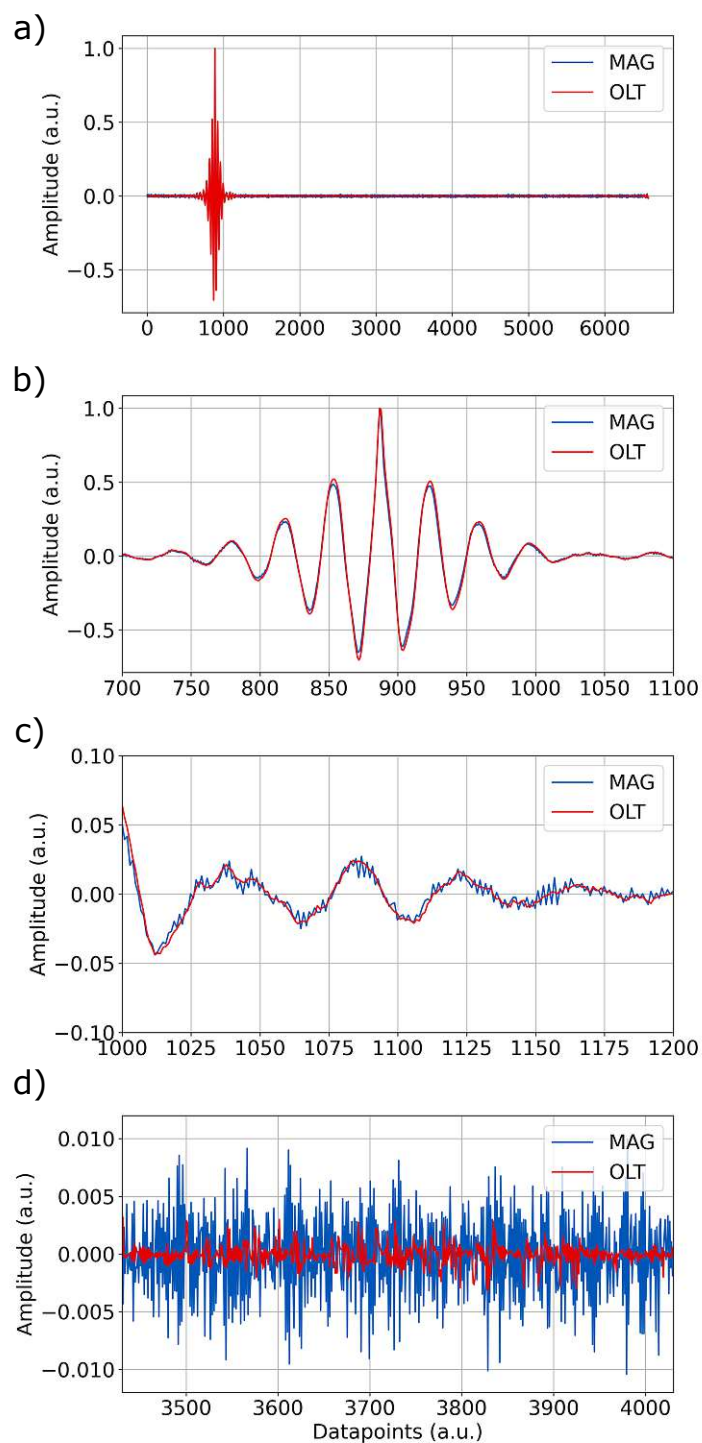 a)
Amplitude (a.u.)
1.0
0.5
0.0
−0.5
MAG
OLT
0 1000 2000 3000 4000 5000 6000
b)
Amplitude (a.u.)
1.0
0.5
0.0
−0.5
MAG
OLT
700 750 800 850 900 950 1000 1050 1100
c)
Amplitude (a.u.)
0.10
0.05
0.00
−0.05
−0.10
MAG
OLT
1000 1025 1050 1075 1100 1125 1150 1175 1200
d)
Amplitude (a.u.)
0.010
0.005
0.000
−0.005
−0.010
MAG
OLT
3500 3600 3700 3800 3900 4000
Datapoints (a.u.)